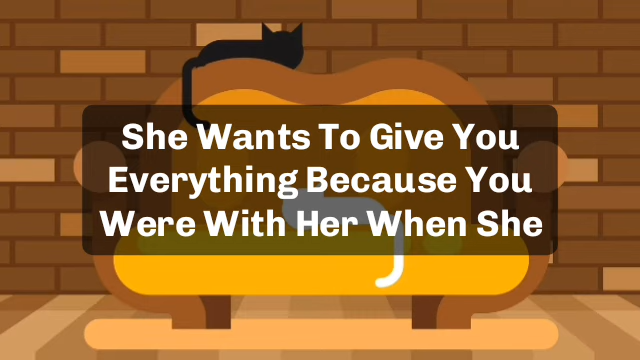 She Wants To Give You
Everything Because You
Were With Her When She